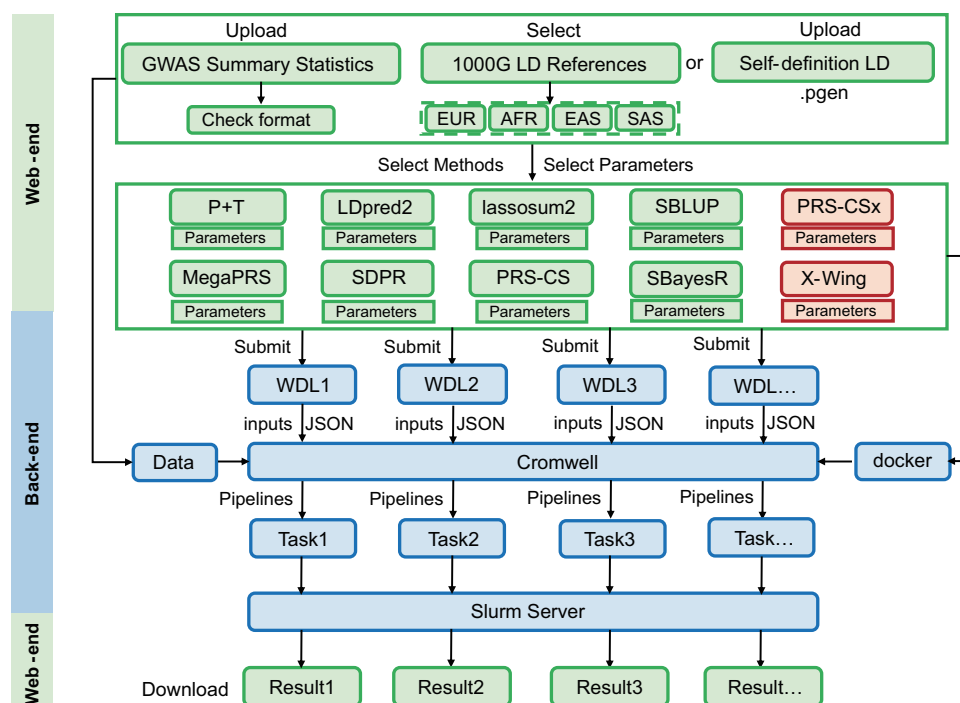 Upload
Select
Upload
GWAS Summary Statistics
1000G LD References
or
Self-definition LD
.pgen
Check format
EUR
AFR
EAS
SAS
Web -end
Select Methods
Select Parameters
P+T
LDpred2
lassosum2
SBLUP
PRS-CSx
Parameters
Parameters
Parameters
Parameters
Parameters
MegaPRS
SDPR
PRS-CS
SBayesR
X-Wing
Parameters
Parameters
Parameters
Parameters
Parameters
Submit
Submit
Submit
Submit
WDL1
WDL2
WDL3
WDL...
inputs
JSON
inputs
JSON
inputs
JSON
inputs
JSON
Back-end
Data
Cromwell
docker
Pipelines
Pipelines
Pipelines
Pipelines
Task1
Task2
Task3
Task...
Slurm Server
Web -end
Download
Result1
Result2
Result3
Result...